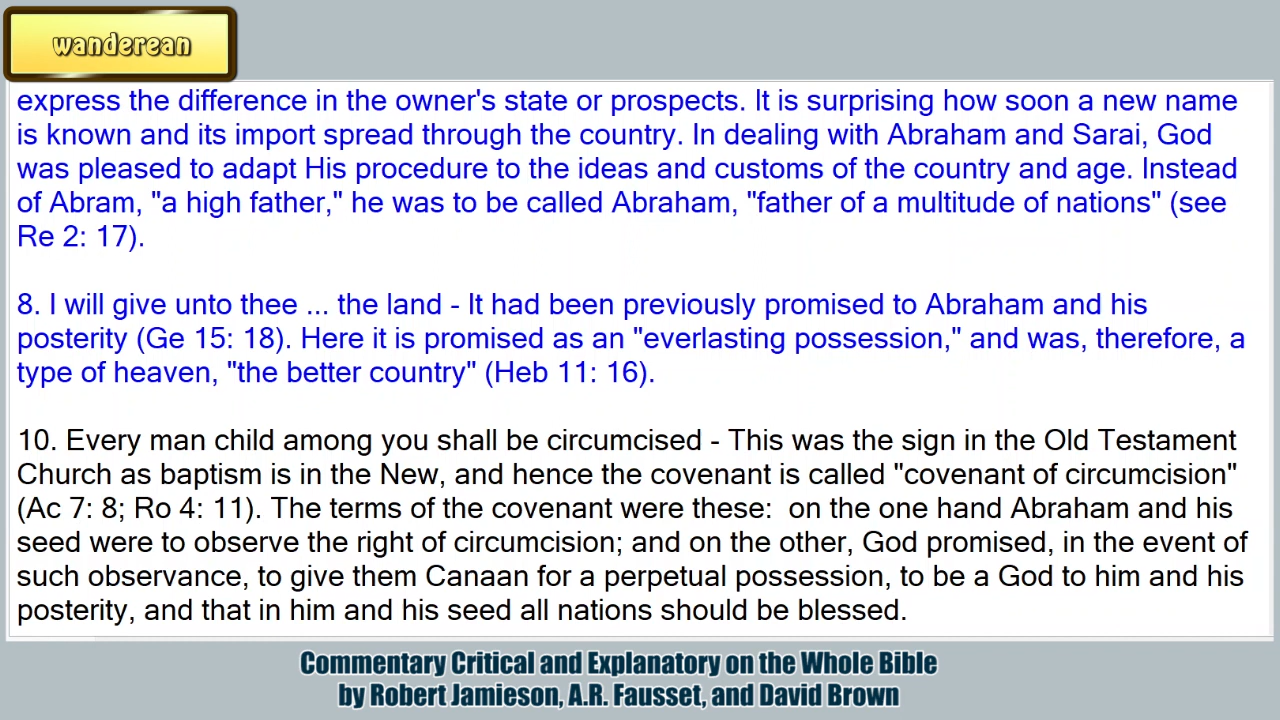 wanderean
express the difference in the owner's state or prospects. It is surprising how soon a new name
is known and its import spread through the country. In dealing with Abraham and Sarai, God
was pleased to adapt His procedure to the ideas and customs of the country and age. Instead
of Abram, "a high father," he was to be called Abraham, "father of a multitude of nations" (see
Re 2: 17).
8. I will give unto thee ... the land - It had been previously promised to Abraham and his
posterity (Ge 15: 18). Here it is promised as an "everlasting possession," and was, therefore, a
type of heaven, "the better country" (Heb 11: 16).
10. Every man child among you shall be circumcised - This was the sign in the Old Testament
Church as baptism is in the New, and hence the covenant is called "covenant of circumcision"
(Ac 7: 8; Ro 4: 11). The terms of the covenant were these:  on the one hand Abraham and his
seed were to observe the right of circumcision; and on the other, God promised, in the event of
such observance, to give them Canaan for a perpetual possession, to be a God to him and his
posterity, and that in him and his seed all nations should be blessed.
Commentary Critical and Explanatory on the Whole Bible
by Robert Jamieson, A.R. Fausset, and David Brown